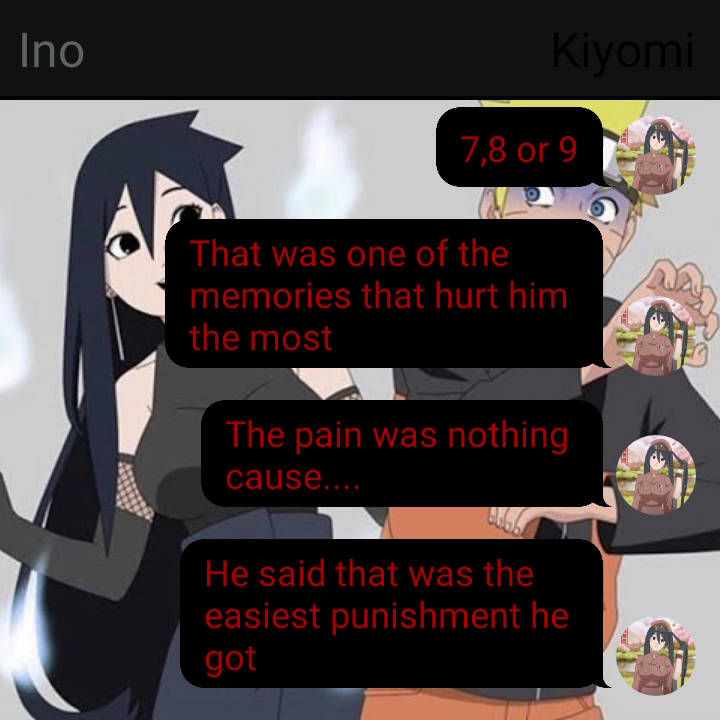 Ino
Kiyomi
7,8 or 9
That was one of the
memories that hurt him
the most
The pain was nothing
cause....
He said that was the
easiest punishment he
got